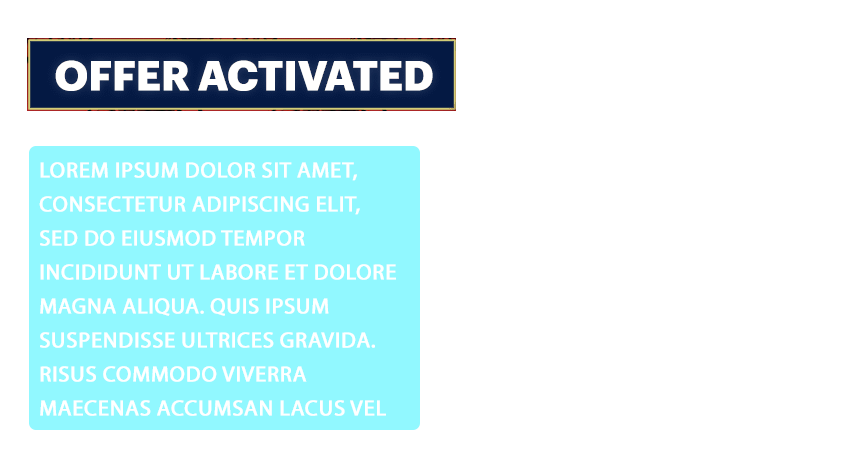 OFFER ACTIVATED
LOREM IPSUM DOLOR SIT AMET,
CONSECTETUR ADIPISCING ELIT,
SED DO EIUSMOD TEMPOR
INCIDIDUNT UT LABORE ET DOLORE
MAGNA ALIQUA. QUIS IPSUM
SUSPENDISSE ULTRICES GRAVIDA.
RISUS COMMODO VIVERRA
MAECENAS ACCUMSAN LACUS VEL